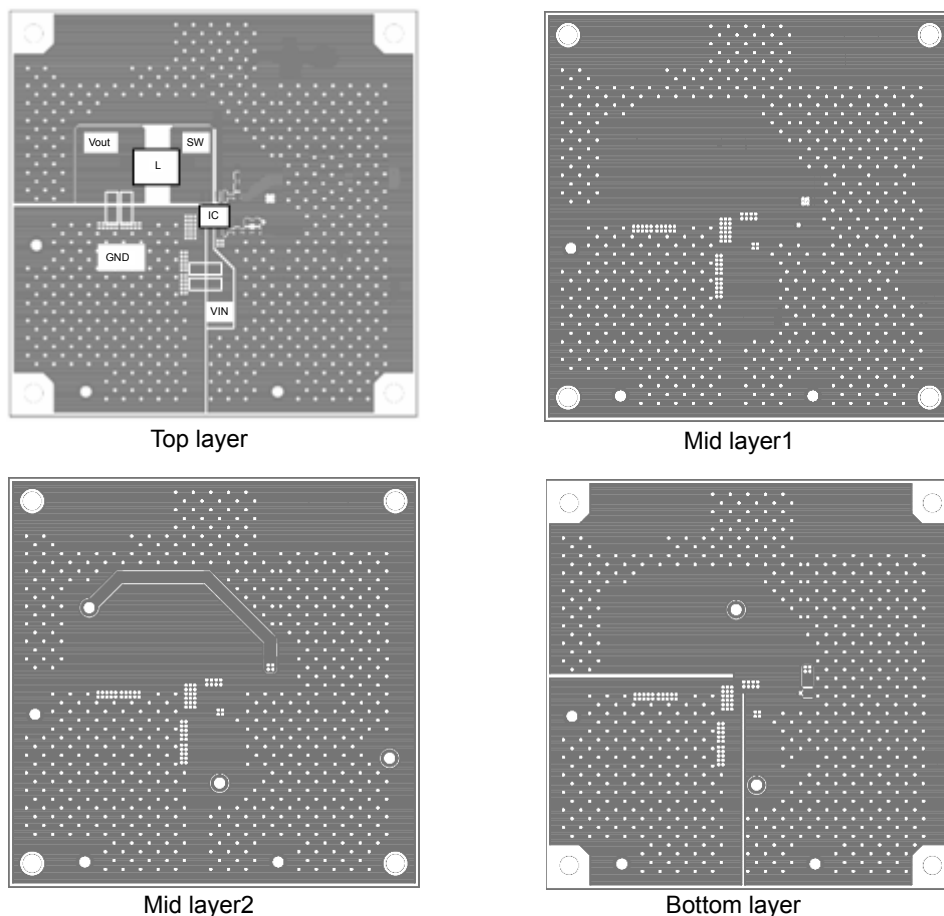 Vout
SW
L
IC
GND
VIN
Top layer
Mid layer1
Mid layer2
Bottom layer